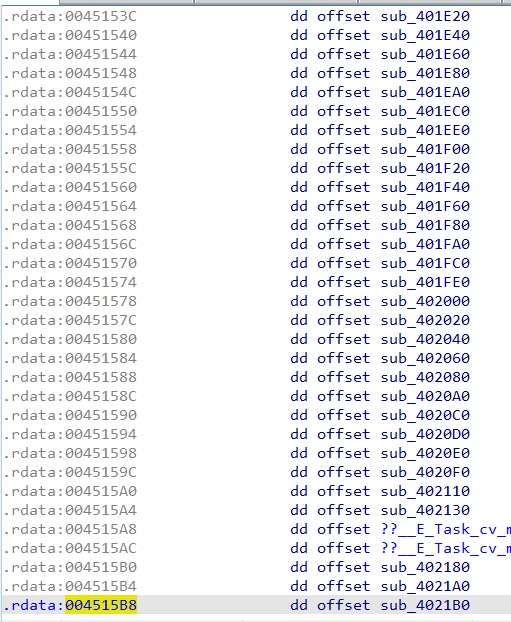 .rdata:0045153C dd offset sub_401E20
.rdata:00451540 dd offset sub_401E40
.rdata:00451544 dd offset sub_401E60
.rdata:00451548 dd offset sub_401E80
.rdata:0045154C dd offset sub_401EA0
.rdata:00451550 dd offset sub_401EC0
.rdata:00451554 dd offset sub_401EE0
.rdata:00451558 dd offset sub_401F00
.rdata:0045155C dd offset sub_401F20
.rdata:00451560 dd offset sub_401F40
.rdata:00451564 dd offset sub_401F60
.rdata:00451568 dd offset sub_401F80
.rdata:0045156C dd offset sub_401FA0
.rdata:00451570 dd offset sub_401FC0
.rdata:00451574 dd offset sub_401FE0
.rdata:00451578 dd offset sub_402000
.rdata:0045157C dd offset sub_402020
.rdata:00451580 dd offset sub_402040
.rdata:00451584 dd offset sub_402060
.rdata:00451588 dd offset sub_402080
.rdata:0045158C dd offset sub_4020A0
.rdata:00451590 dd offset sub_4020C0
.rdata:00451594 dd offset sub_4020D0
.rdata:00451598 dd offset sub_4020E0
.rdata:0045159C dd offset sub_4020F0
.rdata:004515A0 dd offset sub_402110
.rdata:004515A4 dd offset sub_402130
.rdata:004515A8 dd offset ??__E_Task_cv_m
.rdata:004515AC dd offset ??__E_Task_cv_m
.rdata:004515B0 dd offset sub_402180
.rdata:004515B4 dd offset sub_4021A0
.rdata:004515B8 dd offset sub_4021B0